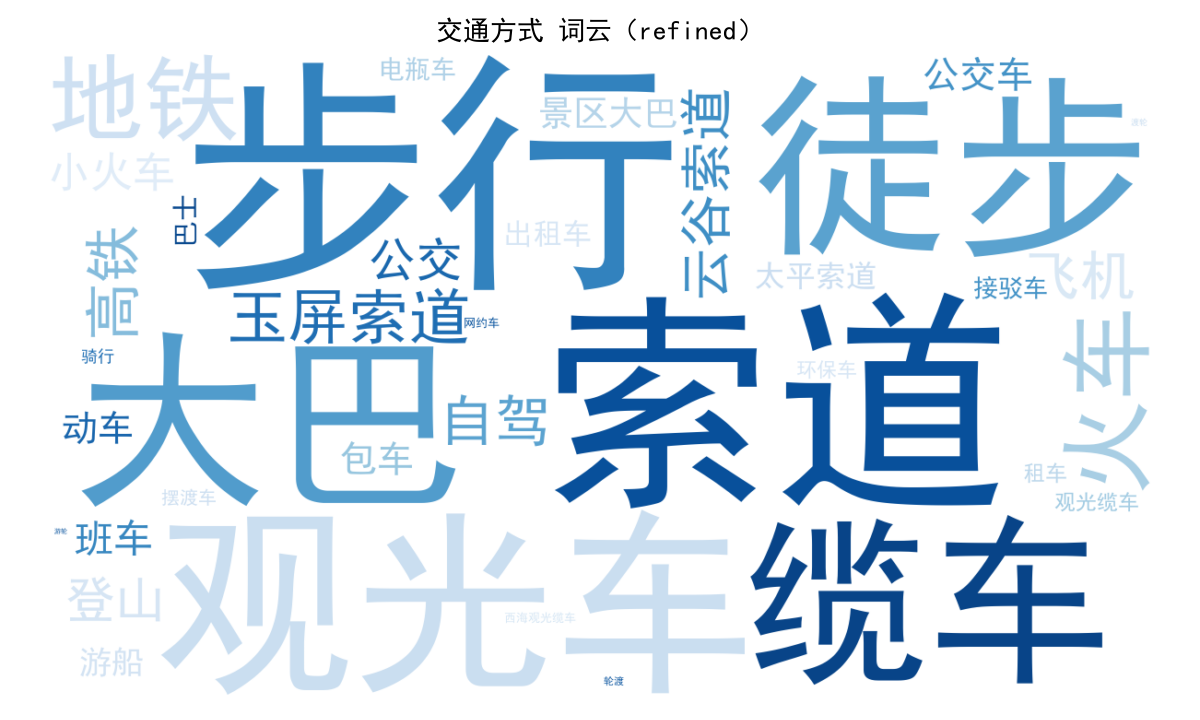 交通方式 词云（refined）
地铁
步行
电瓶车
景区大巴
云谷索道
徒步
公交车
游轮
小火车
巴士
出租车
高铁
公交
太平索道
接驳车
飞机
玉屏索道
网约车
索道
火车
骑行
大巴
环保车
动车
自驾
包车
租车
摆渡车
观光缆车
游轮
班车
观光车
缆车
登山
西海观光缆车
游船
轮渡